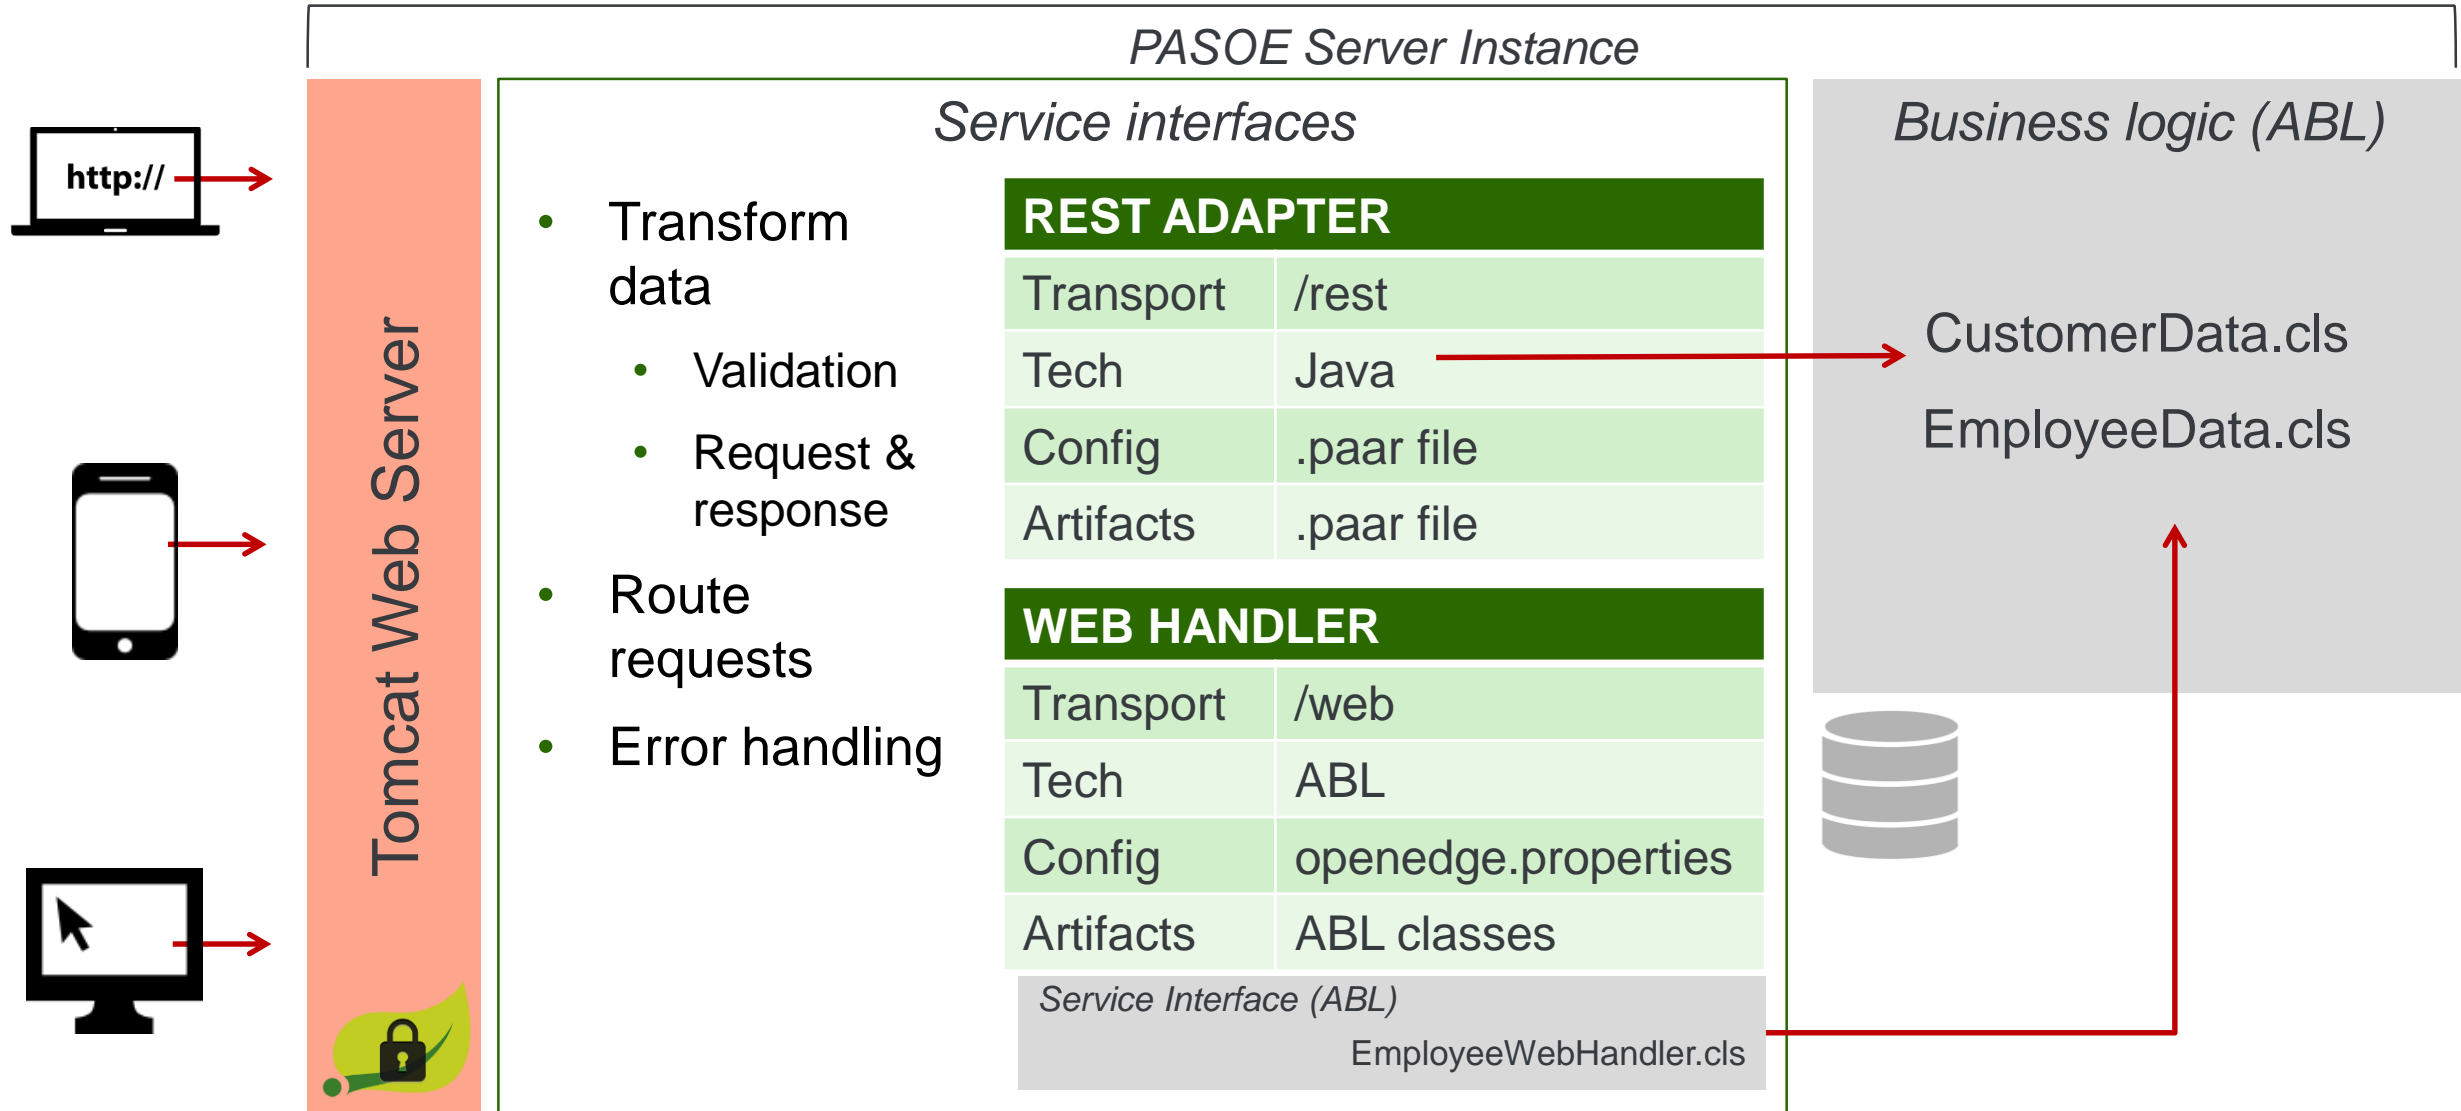 PASOE Server Instance
http://
Tomcat Web Server
Service interfaces
• Transform
data
• Validation
• Request &
response
• Route
requests
• Error handling
REST ADAPTER
Transport /rest
Tech Java
Config .paar file
Artifacts .paar file
WEB HANDLER
Transport /web
Tech ABL
Config openedge.properties
Artifacts ABL classes
Service Interface (ABL)
EmployeeWebHandler.cls
Business logic (ABL)
CustomerData.cls
EmployeeData.cls